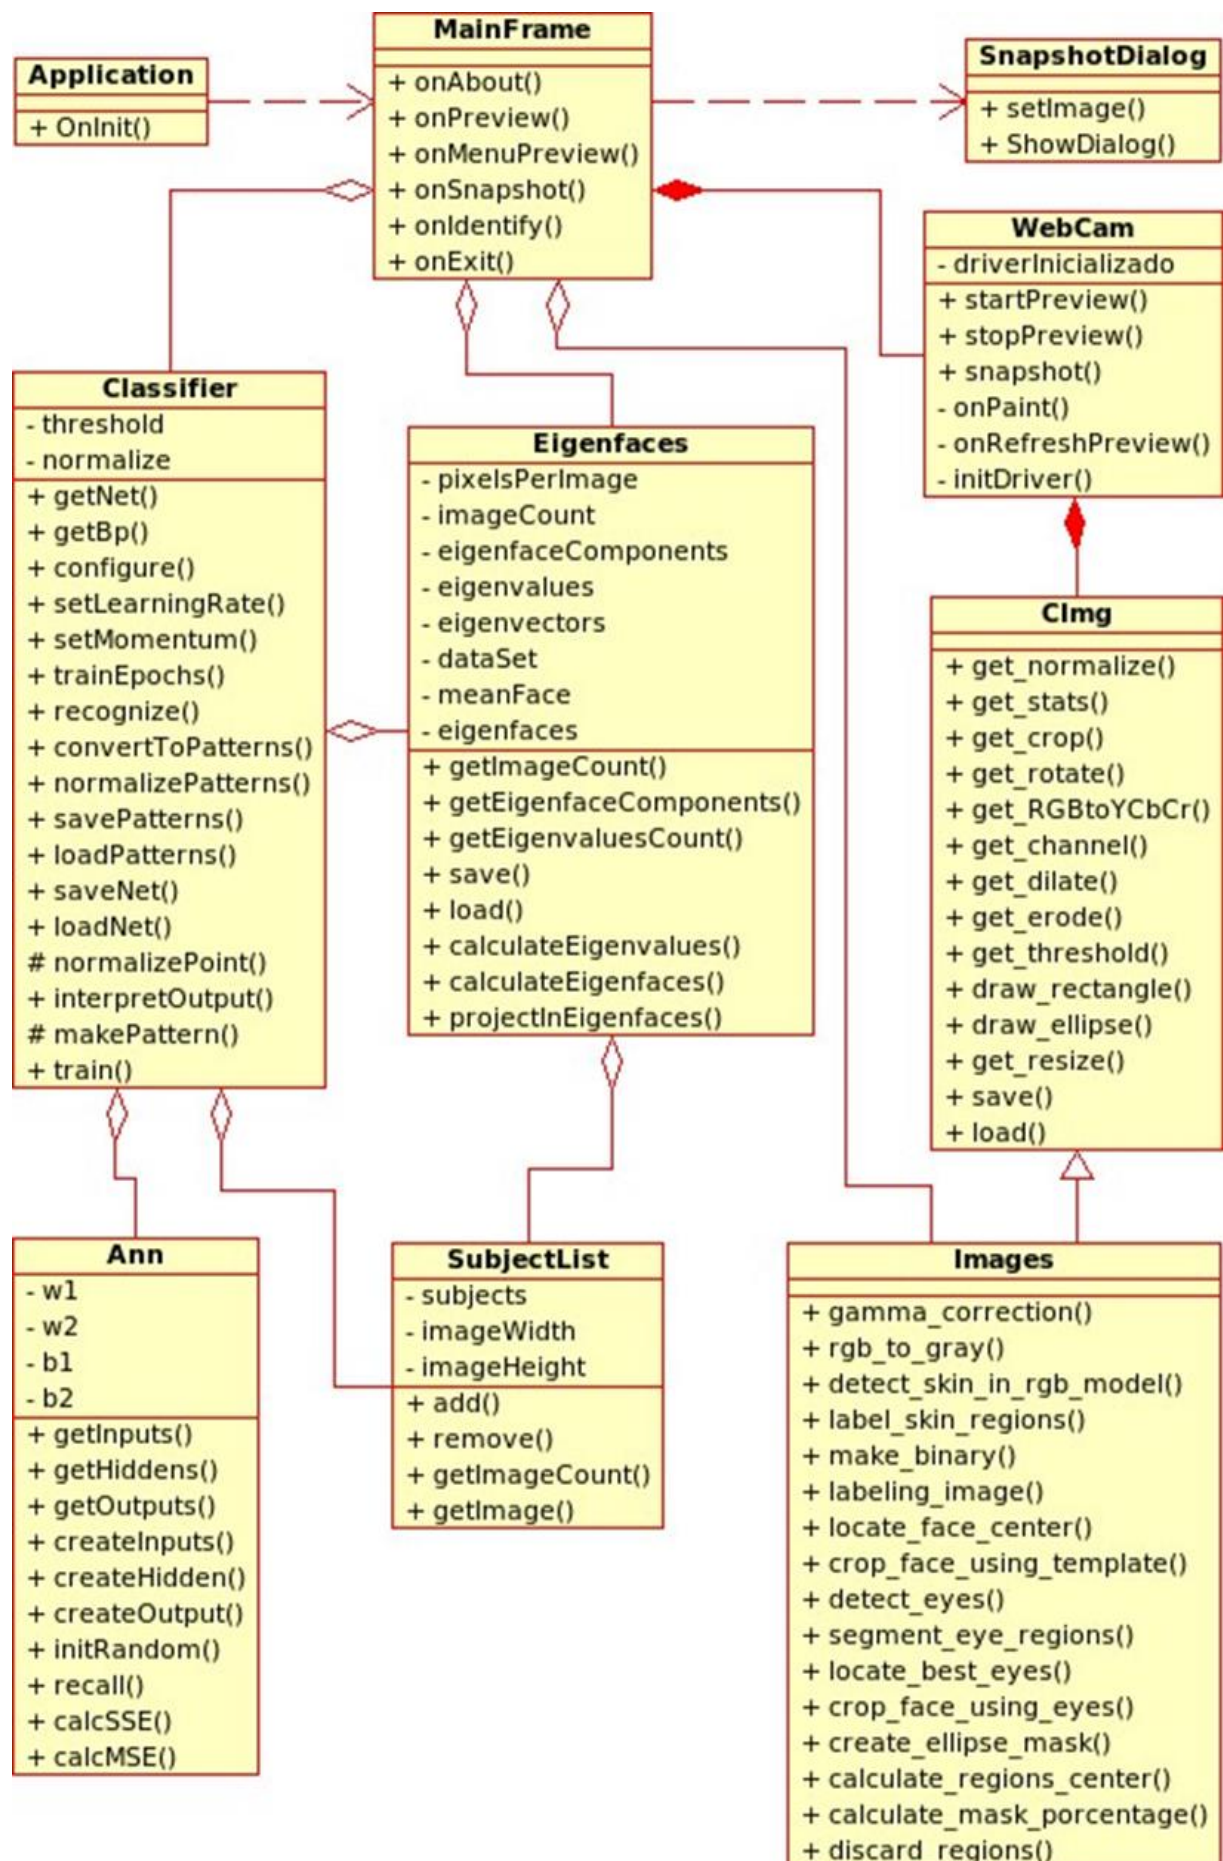 MainFrame
+ onAbout()
+ onPreview()
+ onMenuPreview()
+ onSnapshot()
+ onIdentify()
+ onExit()
Application
+ OnInit()
SnapshotDialog
+ setImage()
+ ShowDialog()
WebCam
- driverInicializado
+ startPreview()
+ stopPreview()
+ snapshot()
- onPaint()
- onRefreshPreview()
- initDriver()
Classifier
- threshold
- normalize
+ getNet()
+ getBp()
+ configure()
+ setLearningRate()
+ setMomentum()
+ trainEpochs()
+ recognize()
+ convertToPatterns()
+ normalizePatterns()
+ savePatterns()
+ loadPatterns()
+ saveNet()
+ loadNet()
# normalizePoint()
+ interpretOutput()
# makePattern()
+ train()
Eigenfaces
- pixelsPerImage
- imageCount
- eigenfaceComponents
- eigenvalues
- eigenvectors
- dataSet
- meanFace
- eigenfaces
+ getImageCount()
+ getEigenfaceComponents()
+ getEigenvaluesCount()
+ save()
+ load()
+ calculateEigenvalues()
+ calculateEigenfaces()
+ projectInEigenfaces()
CImg
+ get_normalize()
+ get_stats()
+ get_crop()
+ get_rotate()
+ get_RGBtoYCbCr()
+ get_channel()
+ get_dilate()
+ get_erode()
+ get_threshold()
+ draw_rectangle()
+ draw_ellipse()
+ get_resize()
+ save()
+ load()
Ann
- w1
- w2
- b1
- b2
+ getInputs()
+ getHiddens()
+ getOutputs()
+ createInputs()
+ createHidden()
+ createOutput()
+ initRandom()
+ recall()
+ calcSSE()
+ calcMSE()
SubjectList
- subjects
- imageWidth
- imageHeight
+ add()
+ remove()
+ getImageCount()
+ getImage()
Images
+ gamma_correction()
+ rgb_to_gray()
+ detect_skin_in_rgb_model()
+ label_skin_regions()
+ make_binary()
+ labeling_image()
+ locate_face_center()
+ crop_face_using_template()
+ detect_eyes()
+ segment_eye_regions()
+ locate_best_eyes()
+ crop_face_using_eyes()
+ create_ellipse_mask()
+ calculate_regions_center()
+ calculate_mask_porcentage()
+ discard_regions()